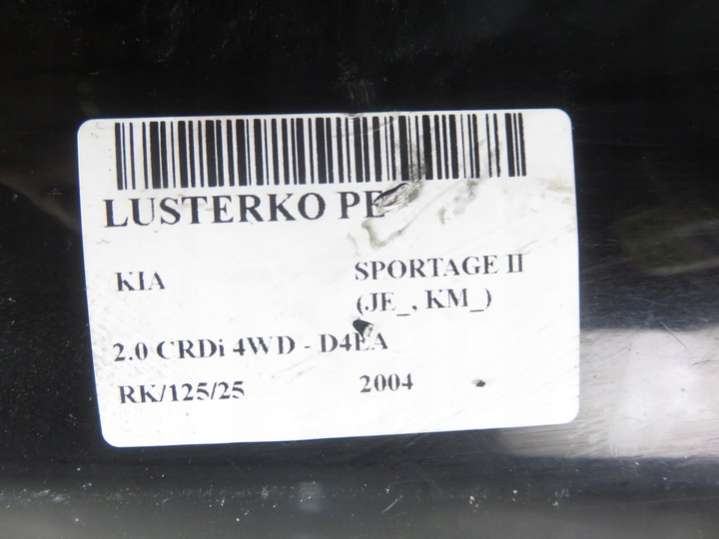 LUSTERKO PE
KIA
SPORTAGE II
(JE_, KM_)
2.0 CRDi 4WD - D4EA
RK/125/25
2004